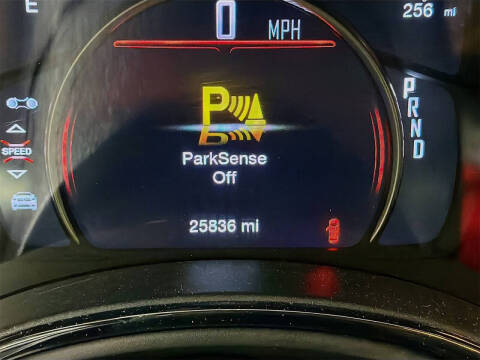 E
0 MPH
256 mi
P
R
N
D
SPEED
P
ParkSense
Off
25836 mi